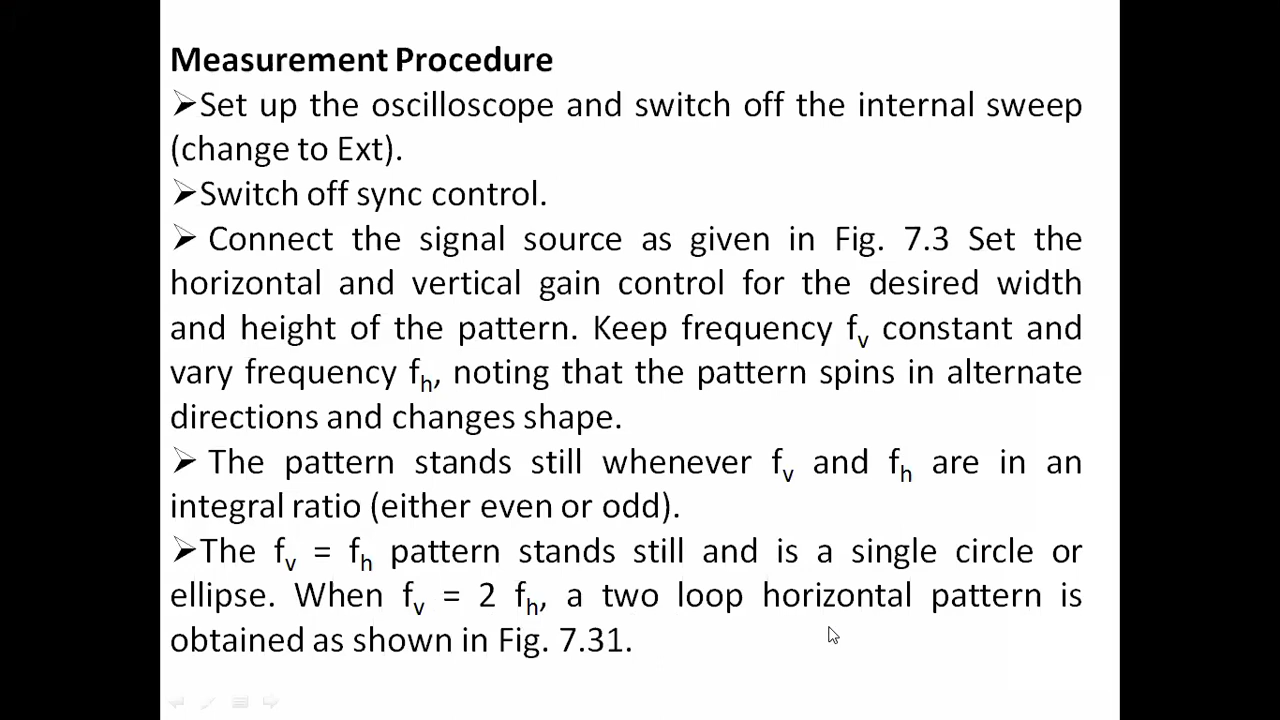 Measurement Procedure
➢Set up the oscilloscope and switch off the internal sweep
(change to Ext).
➢Switch off sync control.
➢ Connect the signal source as given in Fig. 7.3 Set the
horizontal and vertical gain control for the desired width
and height of the pattern. Keep frequency fv constant and
vary frequency fh, noting that the pattern spins in alternate
directions and changes shape.
➢ The pattern stands still whenever fv and fh are in an
integral ratio (either even or odd).
➢The fv = fh pattern stands still and is a single circle or
ellipse. When fv = 2 fh, a two loop horizontal pattern is
obtained as shown in Fig. 7.31.